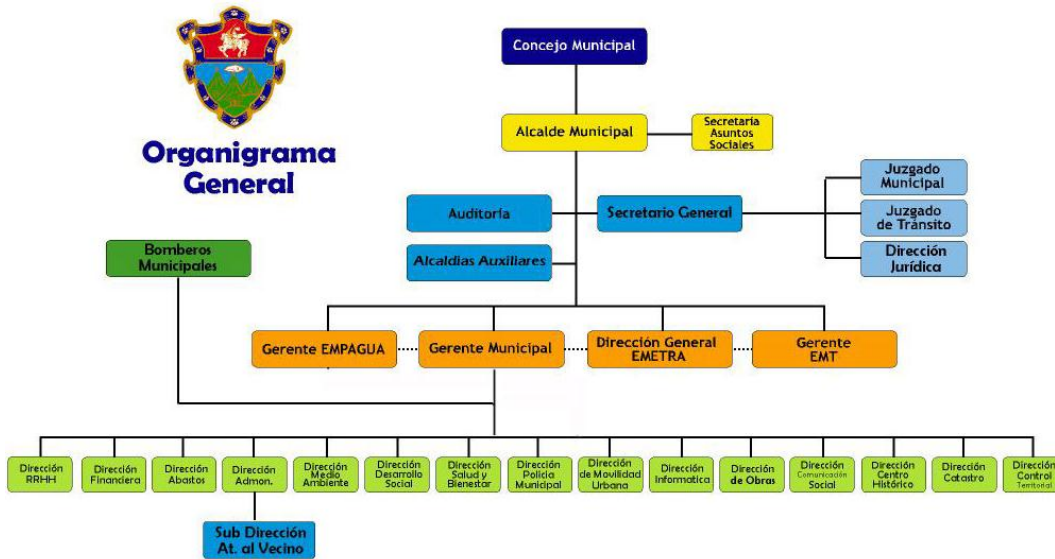 Organigrama
General
Concejo Municipal
Alcalde Municipal
Secretaría
Asuntos
Sociales
Auditoría
Secretario General
Juzgado
Municipal
Juzgado
de Tránsito
Dirección
Jurídica
Alcaldias Auxiliares
Bomberos
Municipales
Gerente EMPAGUA
Gerente Municipal
Dirección General
EMETRA
Gerente
EMT
Dirección
RRHH
Dirección
Financiera
Dirección
Abastos
Dirección
Admon.
Dirección
Medio
Ambiente
Dirección
Desarrollo
Social
Dirección
Salud y
Bienestar
Dirección
Policia
Municipal
Dirección
de Movilidad
Urbana
Dirección
Informatica
Dirección
de Obras
Dirección
Comunicación
Social
Dirección
Centro
Histórico
Dirección
Catastro
Dirección
Control
Territorial
Sub Dirección
At. al Vecino